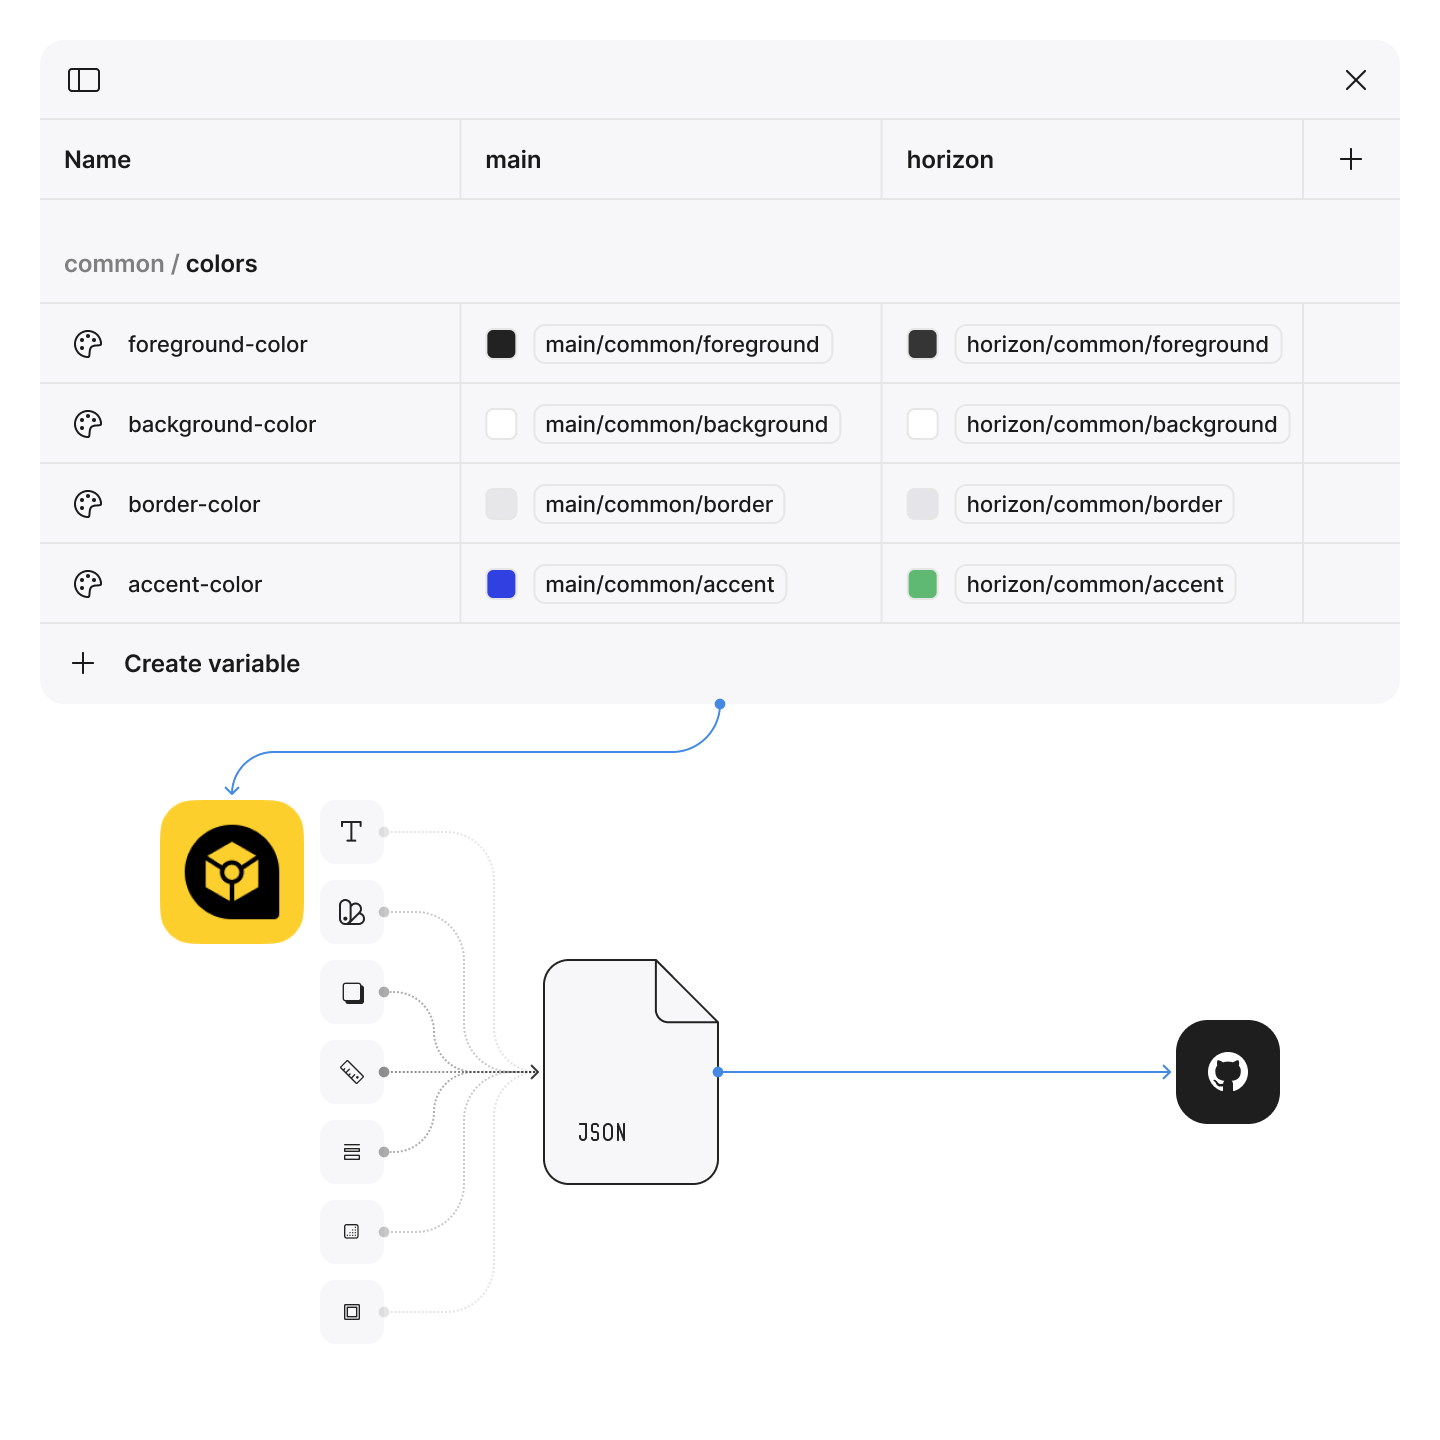 Name main horizon
common / colors
foreground-color main/common/foreground horizon/common/foreground
background-color main/common/background horizon/common/background
border-color main/common/border horizon/common/border
accent-color main/common/accent horizon/common/accent
Create variable
JSON